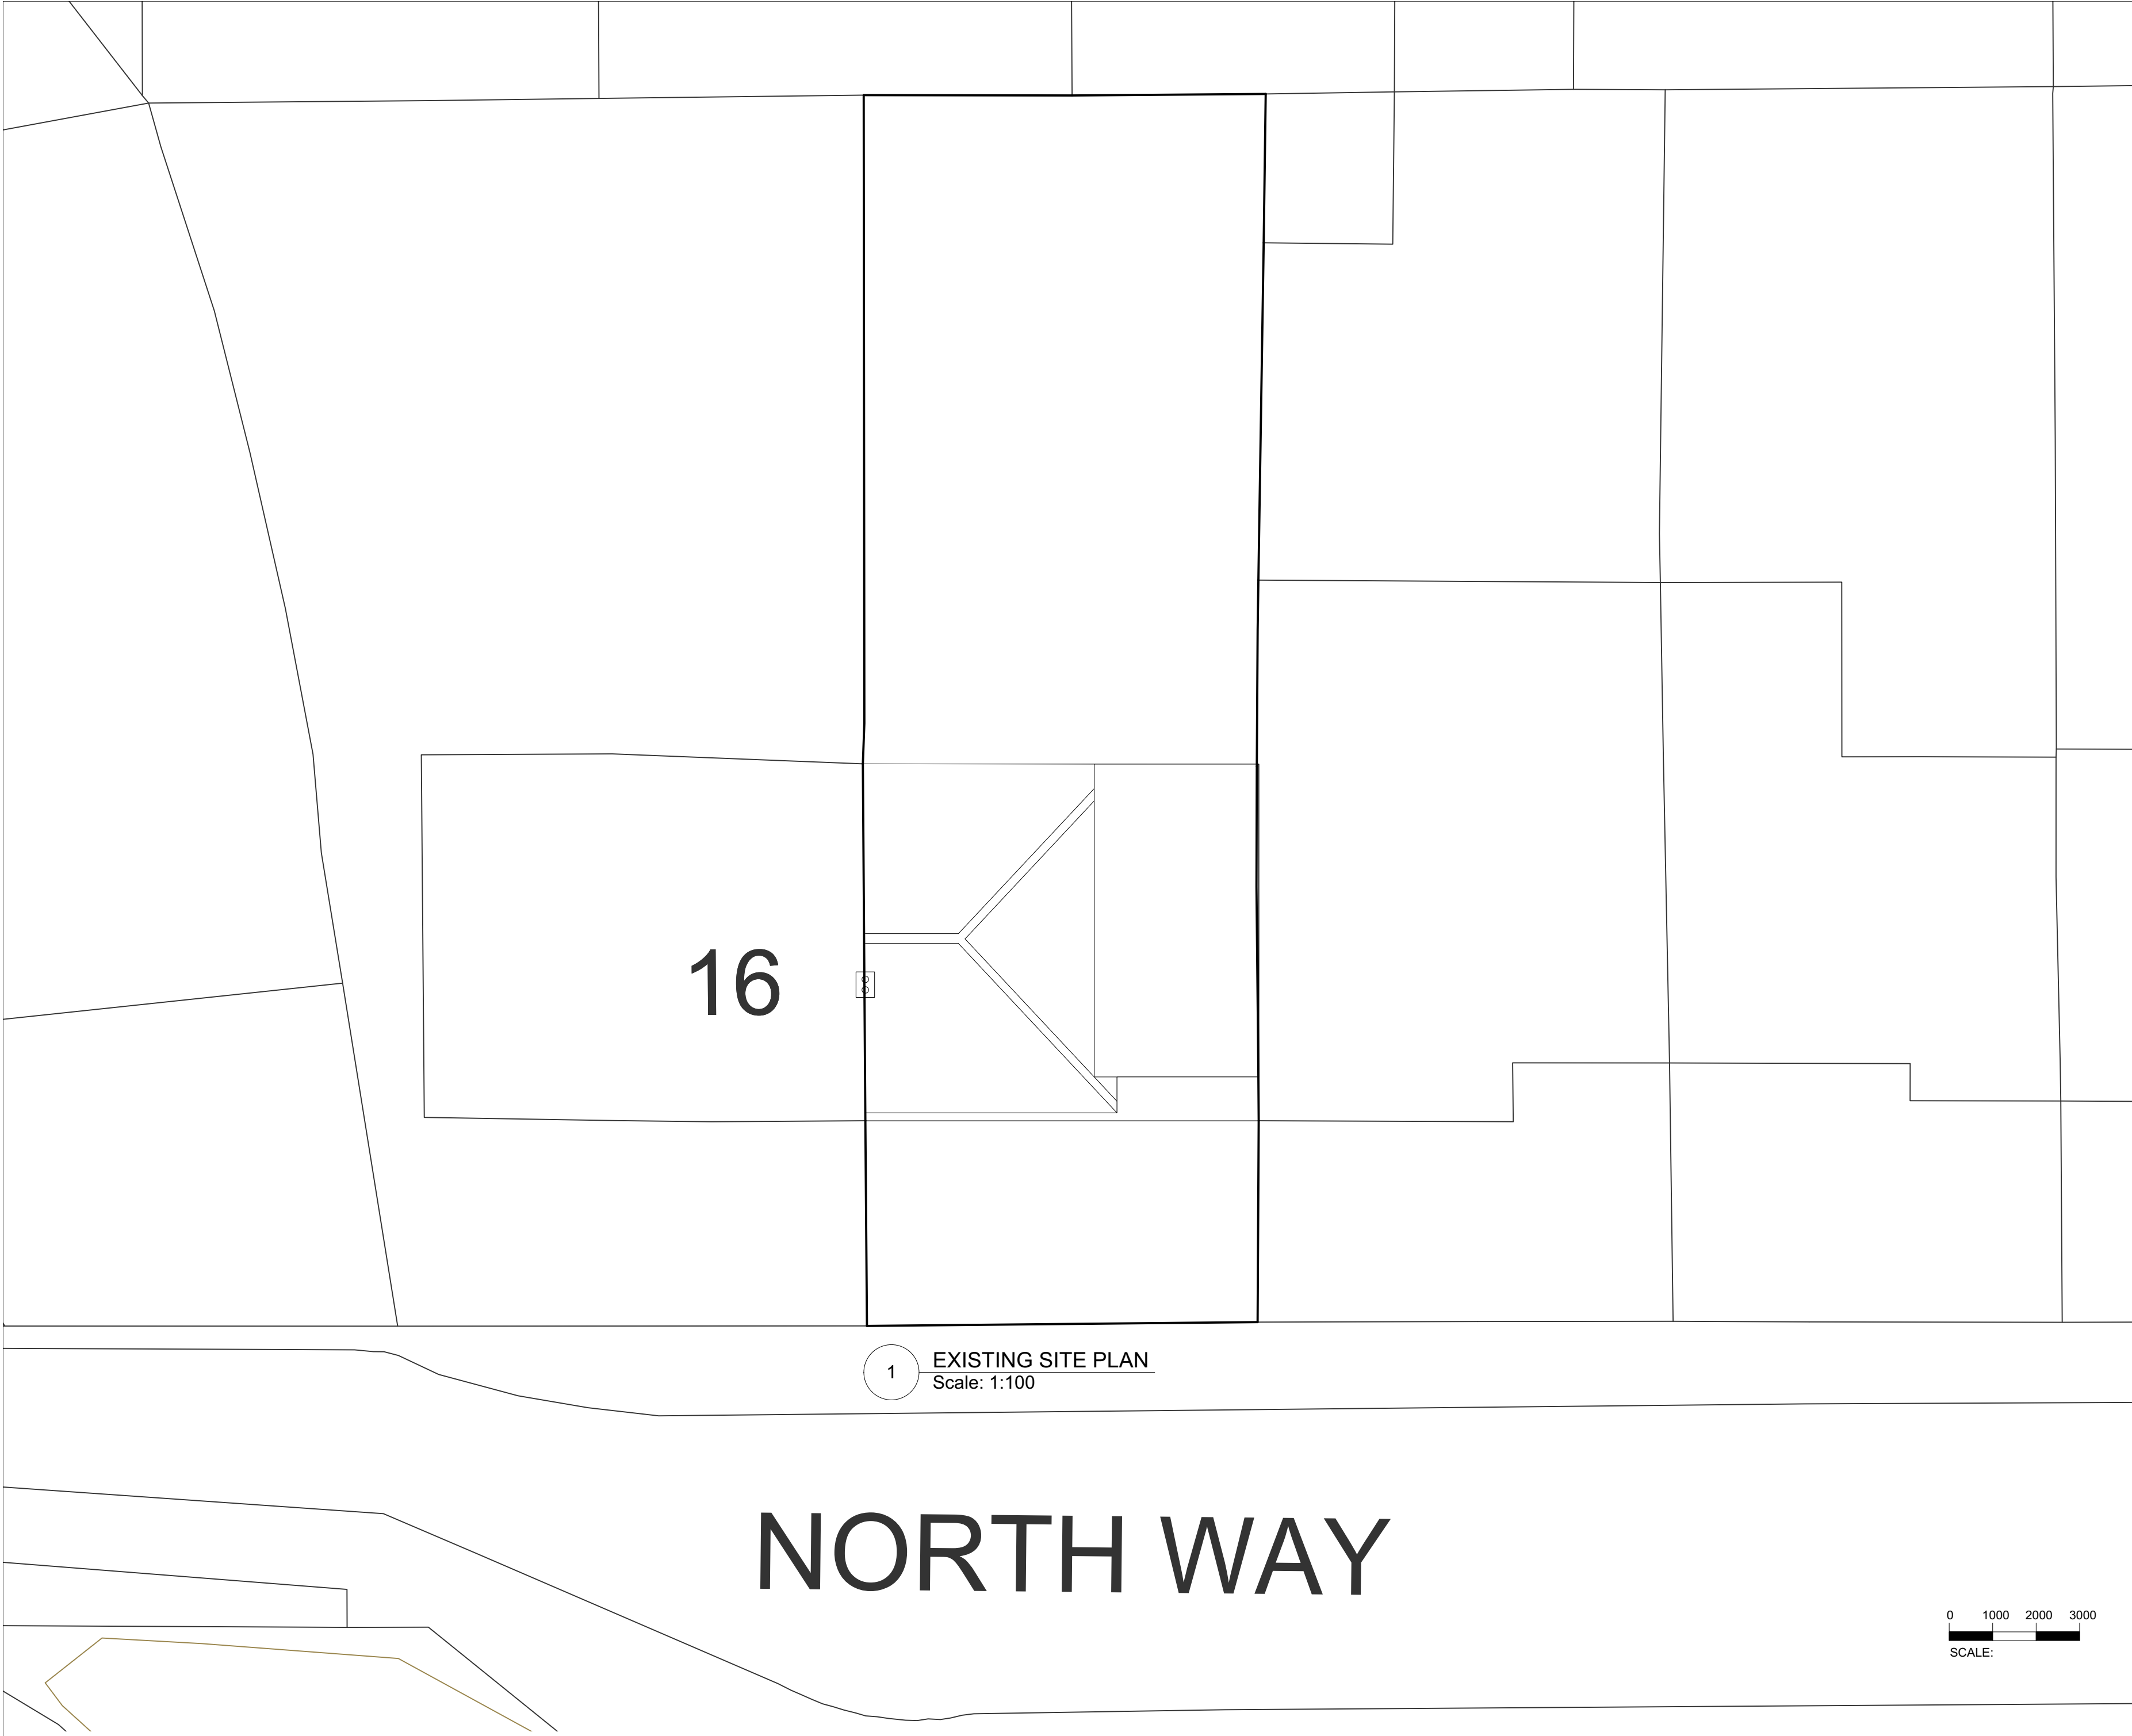 16
1
EXISTING SITE PLAN
Scale: 1:100
NORTH WAY
0 1000 2000 3000
SCALE: